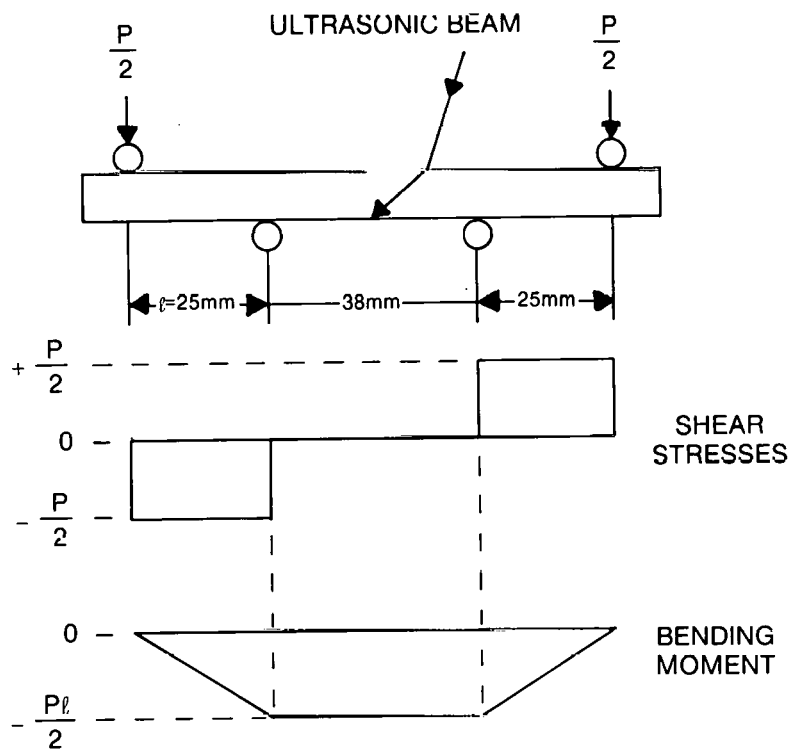 ULTRASONIC BEAM
P
2
P
2
ℓ=25mm
38mm
25mm
+ P
2
0
- P
2
SHEAR
STRESSES
0
- Pℓ
2
BENDING
MOMENT